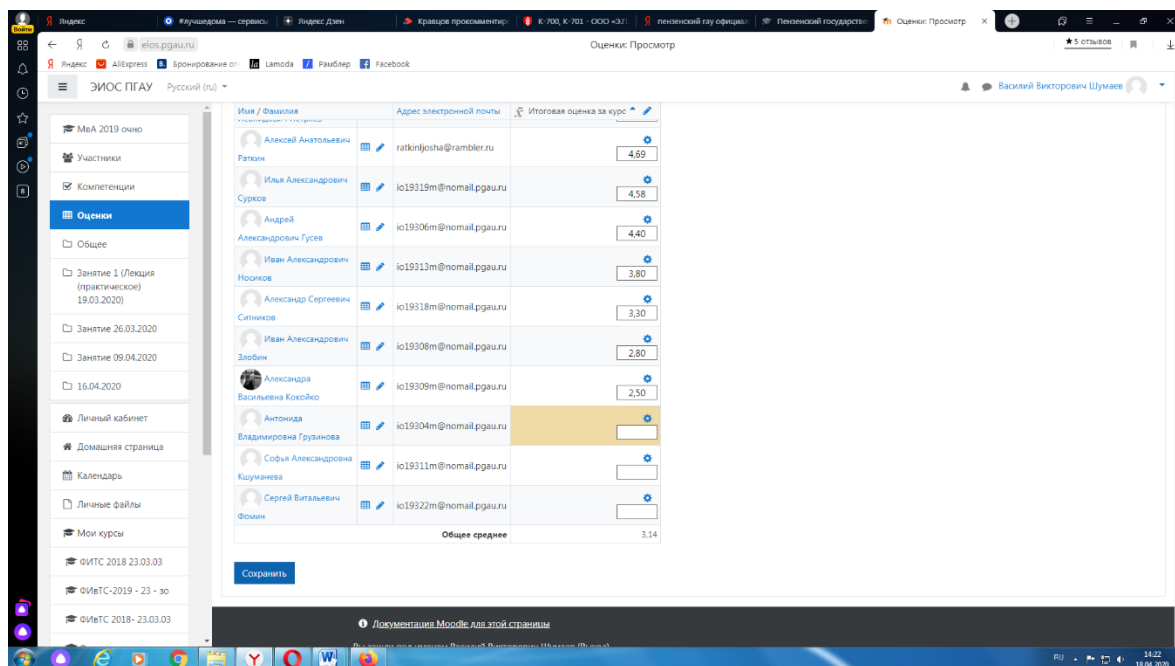 Войти
Яндекс
#лучшедома — сервисы
Яндекс Дзен
Кравцов прокомментир
К-700, К-701 - ООО «З.П.
пензенский гау официал
Пензенский государстве
Оценки: Просмотр
eios.pgau.ru
Оценки: Просмотр
★5 отзывов
Яндекс
AliExpress
Бронирование от
Lamoda
Рамблер
Facebook
ЭИОС ПГАУ Русский (ru)
Василий Викторович Шумаев
МвА 2019 очно
Участники
Компетенции
Оценки
Общее
Занятие 1 (Лекция
(практическое)
19.03.2020)
Занятие 26.03.2020
Занятие 09.04.2020
16.04.2020
Личный кабинет
Домашняя страница
Календарь
Личные файлы
Мои курсы
ФИТС 2018 23.03.03
ФИвТС-2019 - 23 - зо
ФИвТС 2018- 23.03.03
Имя / Фамилия Адрес электронной почты Итоговая оценка за курс
Алексей Анатольевич
Раткин ratkinljosha@rambler.ru 4,69
Илья Александрович
Сурков io19319m@nomail.pgau.ru 4,58
Андрей
Александрович Гусев io19306m@nomail.pgau.ru 4,40
Иван Александрович
Носиков io19313m@nomail.pgau.ru 3,80
Александр Сергеевич
Ситников io19318m@nomail.pgau.ru 3,30
Иван Александрович
Злобин io19308m@nomail.pgau.ru 2,80
Александра
Васильевна Кокойко io19309m@nomail.pgau.ru 2,50
Антонида
Владимировна Грузинова io19304m@nomail.pgau.ru
Софья Александровна
Кшуманева io19311m@nomail.pgau.ru
Сергей Витальевич
Фомин io19322m@nomail.pgau.ru
Общее среднее 3,14
Сохранить
Документация Moodle для этой страницы
RU
14:22
18.04.2020